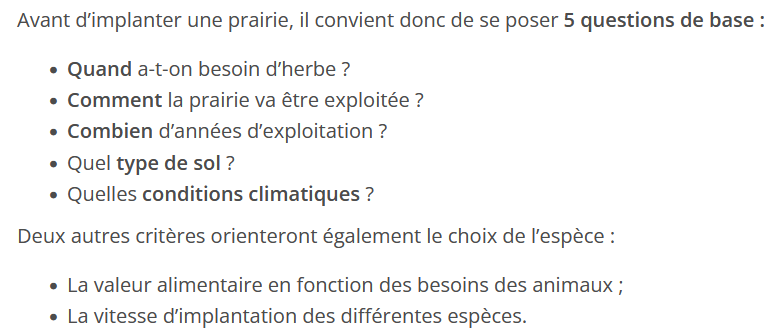 Avant d’implanter une prairie, il convient donc de se poser 5 questions de base :
• Quand a-t-on besoin d’herbe ?
• Comment la prairie va être exploitée ?
• Combien d’années d’exploitation ?
• Quel type de sol ?
• Quelles conditions climatiques ?
Deux autres critères orienteront également le choix de l’espèce :
• La valeur alimentaire en fonction des besoins des animaux ;
• La vitesse d’implantation des différentes espèces.